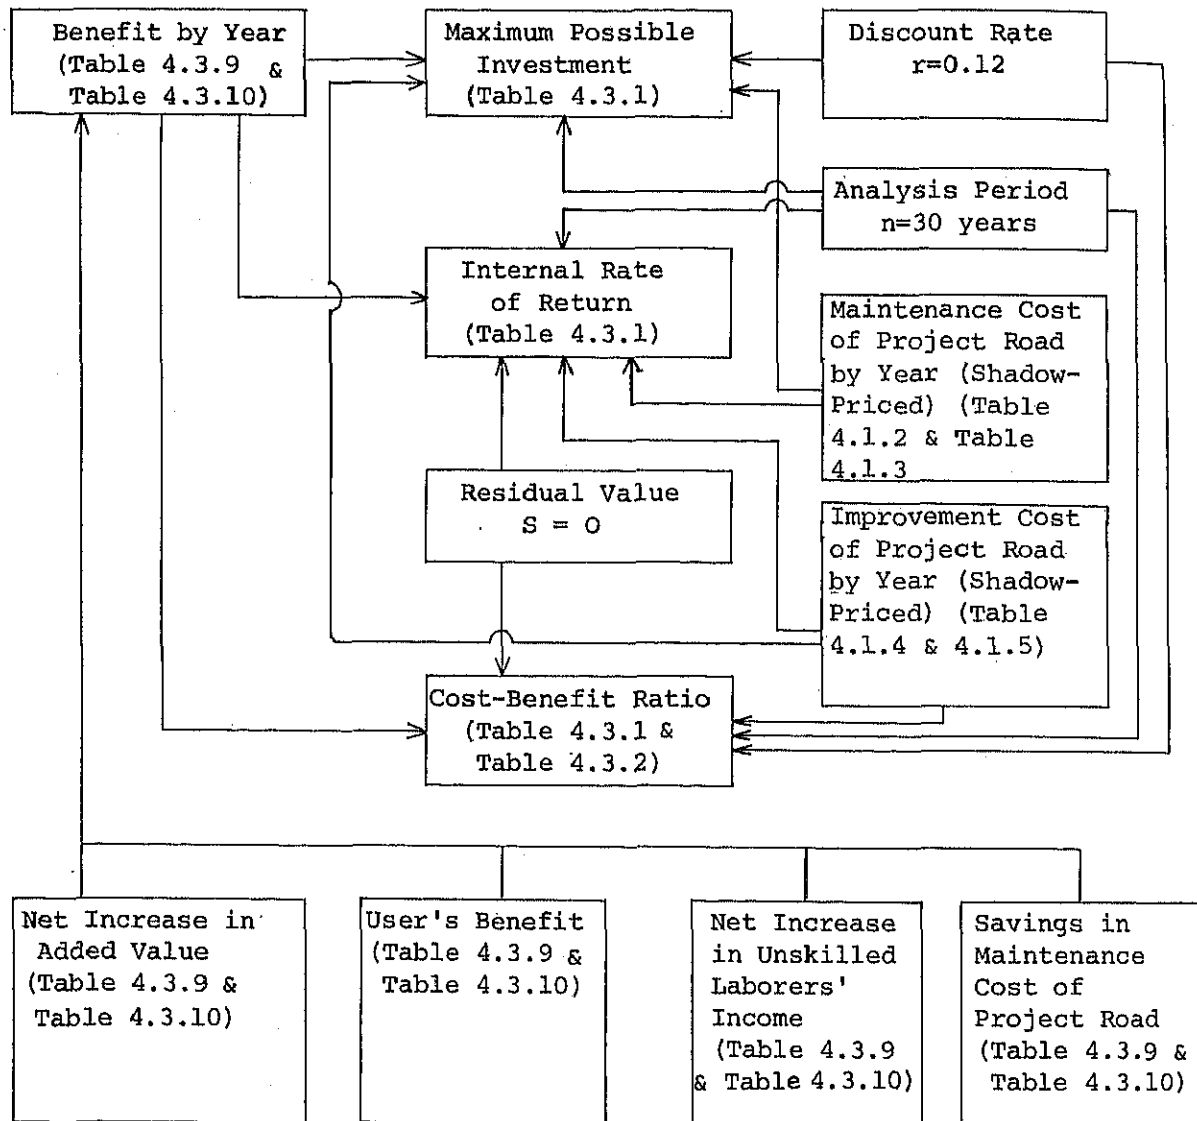 Benefit by Year
(Table 4.3.9 &
Table 4.3.10)
Maximum Possible
Investment
(Table 4.3.1)
Discount Rate
r=0.12
Analysis Period
n=30 years
Internal Rate
of Return
(Table 4.3.1)
Maintenance Cost
of Project Road
by Year (Shadow-
Priced) (Table
4.1.2 & Table
4.1.3
Residual Value
S = O
Improvement Cost
of Project Road
by Year (Shadow-
Priced) (Table
4.1.4 & 4.1.5)
Cost-Benefit Ratio
(Table 4.3.1 &
Table 4.3.2)
Net Increase in
Added Value
(Table 4.3.9 &
Table 4.3.10)
User's Benefit
(Table 4.3.9 &
Table 4.3.10)
Net Increase
in Unskilled
Laborers'
Income
(Table 4.3.9
& Table 4.3.10)
Savings in
Maintenance
Cost of
Project Road
(Table 4.3.9 &
Table 4.3.10)